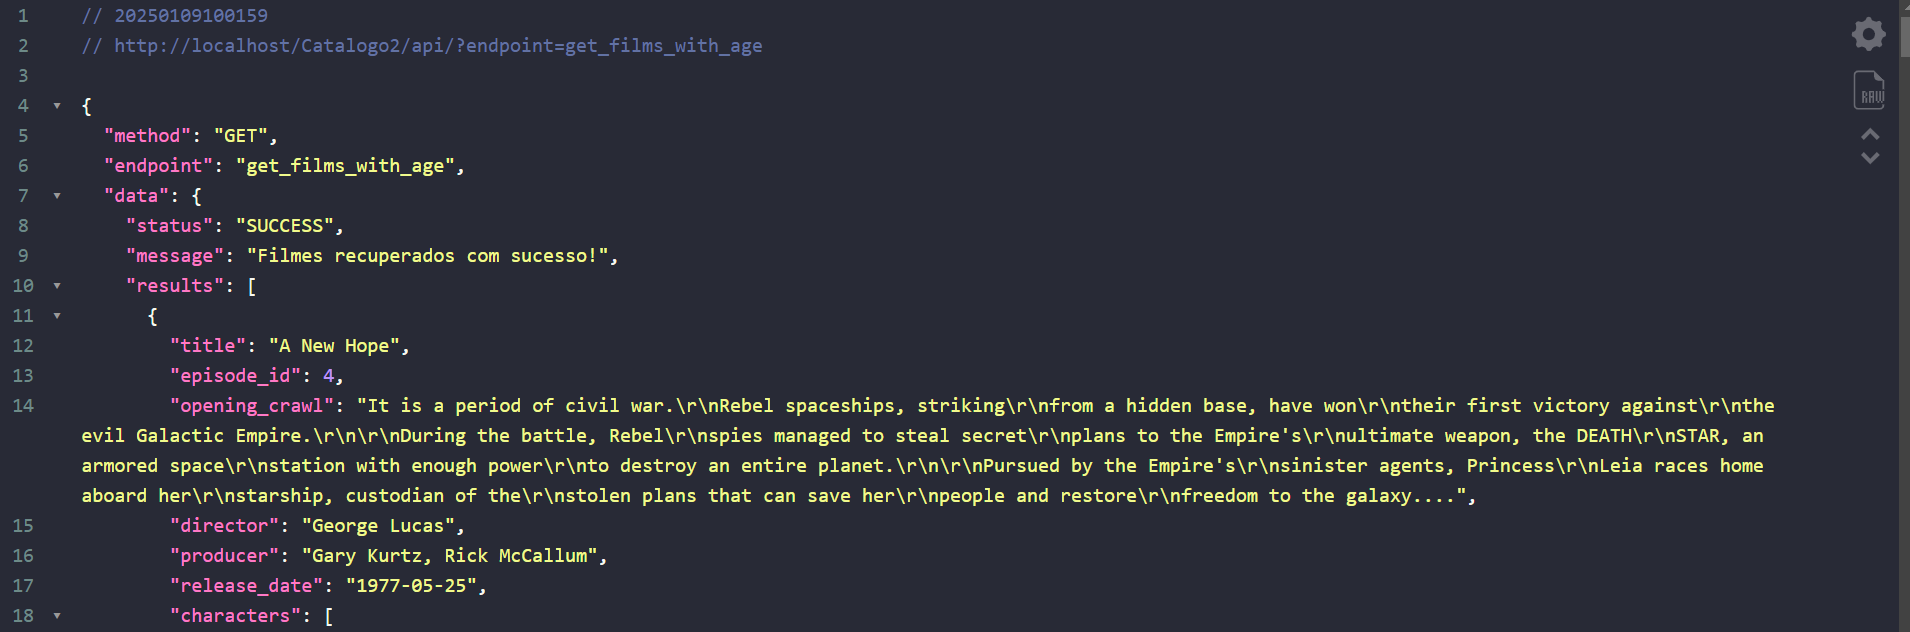 1 // 20250109100159
2 // http://localhost/Catalogo2/api/?endpoint=get_films_with_age
3
4 {
5 "method": "GET",
6 "endpoint": "get_films_with_age",
7 "data": {
8 "status": "SUCCESS",
9 "message": "Filmes recuperados com sucesso!",
10 "results": [
11 {
12 "title": "A New Hope",
13 "episode_id": 4,
14 "opening_crawl": "It is a period of civil war.\r\nRebel spaceships, striking\r\nfrom a hidden base, have won\r\ntheir first victory against\r\nthe
evil Galactic Empire.\r\n\r\nDuring the battle, Rebel\r\nspies managed to steal secret\r\nplans to the Empire's\r\nultimate weapon, the DEATH\r\nSTAR, an
armored space\r\nstation with enough power\r\nto destroy an entire planet.\r\n\r\nPursued by the Empire's\r\nsinister agents, Princess\r\nLeia races home
aboard her\r\nstarship, custodian of the\r\nstolen plans that can save her\r\npeople and restore\r\nfreedom to the galaxy....",
15 "director": "George Lucas",
16 "producer": "Gary Kurtz, Rick McCallum",
17 "release_date": "1977-05-25",
18 "characters": [
RAW